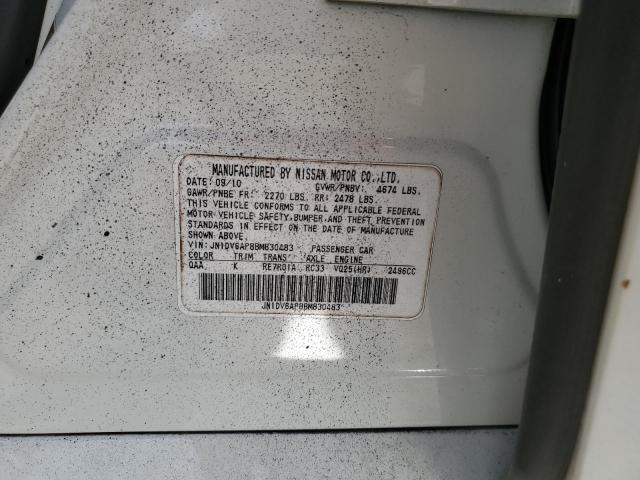 MANUFACTURED BY NISSAN MOTOR CO.,LTD.
DATE: 09/10 GVWR/PNBV: 4674 LBS.
GAWR/PNBE FR: 2270 LBS. RR: 2478 LBS.
THIS VEHICLE CONFORMS TO ALL APPLICABLE FEDERAL
MOTOR VEHICLE SAFETY,BUMPER,AND THEFT PREVENTION
STANDARDS IN EFFECT ON THE DATE OF MANUFACTURE
SHOWN ABOVE.
VIN: JN1DV6AP8BM830483 PASSENGER CAR
COLOR TRIM TRANS AXLE ENGINE
QAA K RE7R01A RC33 VQ25(HR) 2496CC
JN1DV6AP8BM830483